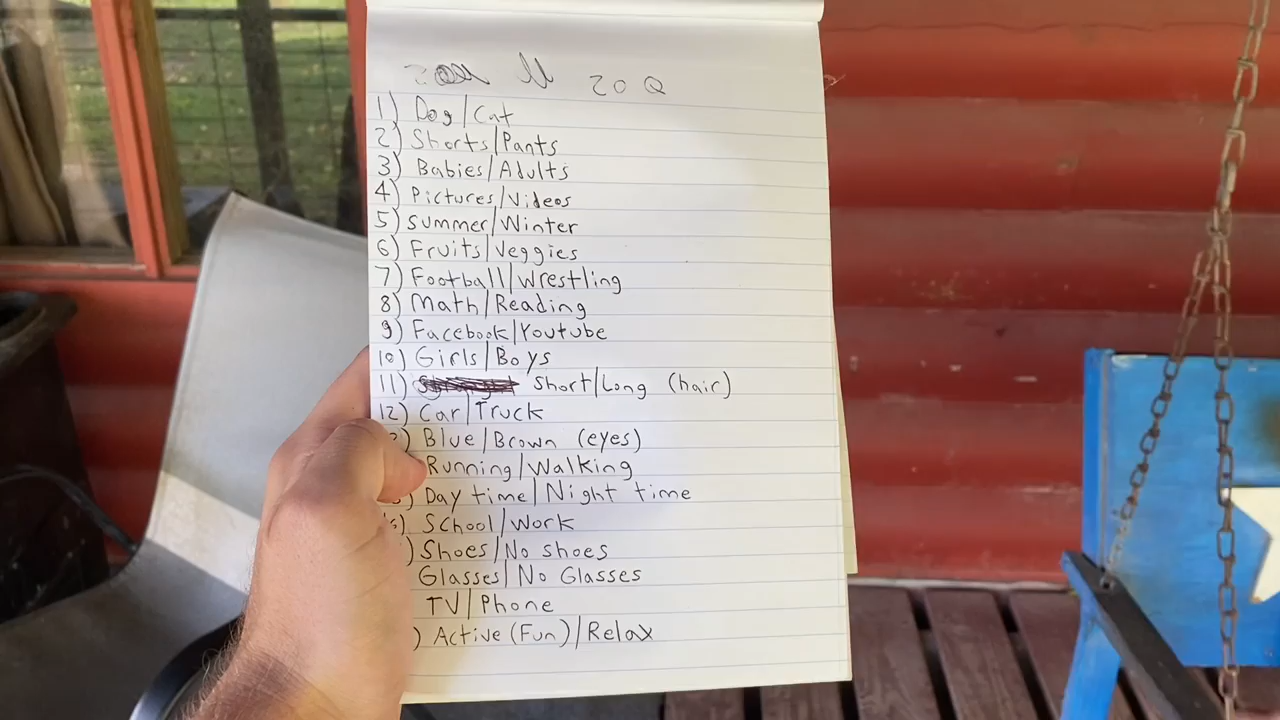 20 Q
1) Dog/Cat
2) Shorts/Pants
3) Babies/Adults
4) Pictures/Videos
5) Summer/Winter
6) Fruits/Veggies
7) Football/Wrestling
8) Math/Reading
9) Facebook/Youtube
10) Girls/Boys
11) Short/Long (hair)
12) Car/Truck
) Blue/Brown (eyes)
Running/Walking
) Day time/Night time
) School/Work
) Shoes/No shoes
Glasses/No Glasses
TV/Phone
) Active (Fun)/Relax